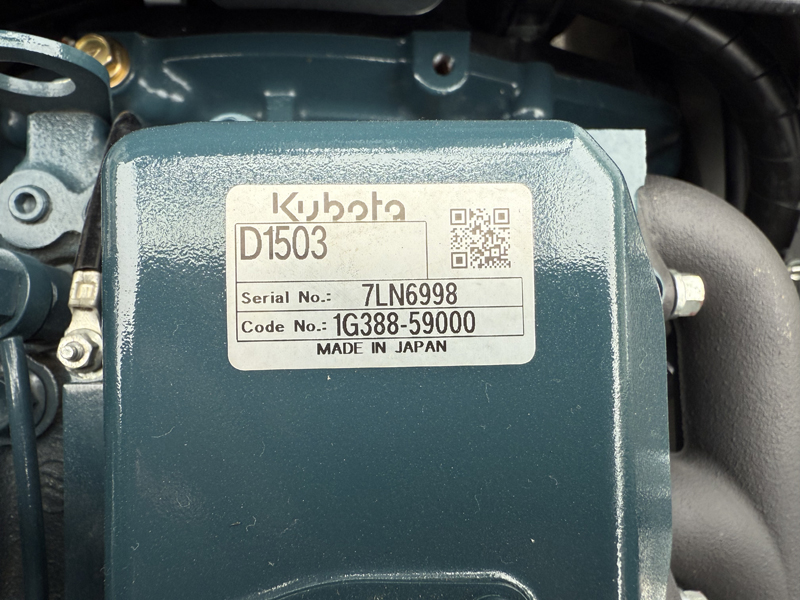 Kubota
D1503
Serial No.: 7LN6998
Code No.: 1G388-59000
MADE IN JAPAN